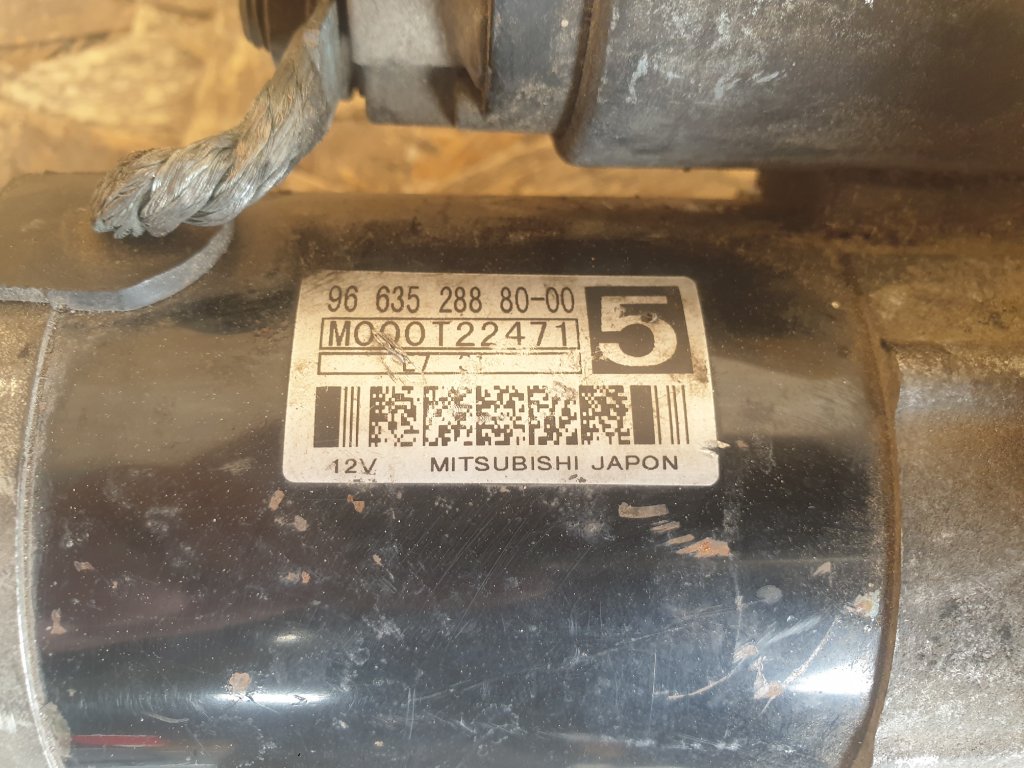 96 635 288 80-00
5
M000T22471
12V MITSUBISHI JAPON